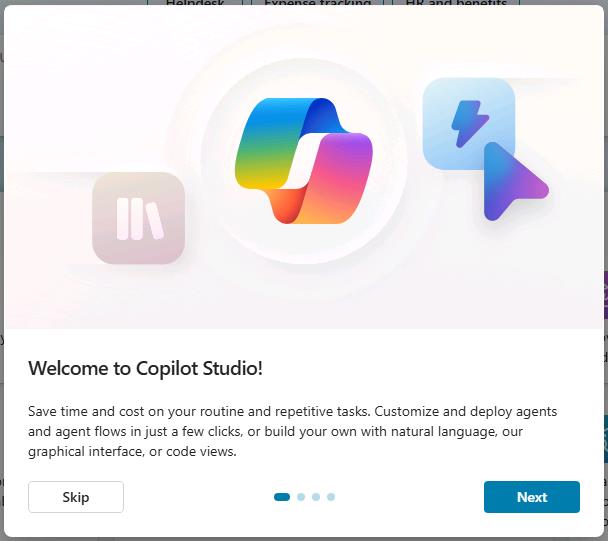 Helpdesk Expense tracking HR and benefits
Welcome to Copilot Studio!
Save time and cost on your routine and repetitive tasks. Customize and deploy agents
and agent flows in just a few clicks, or build your own with natural language, our
graphical interface, or code views.
Skip
Next